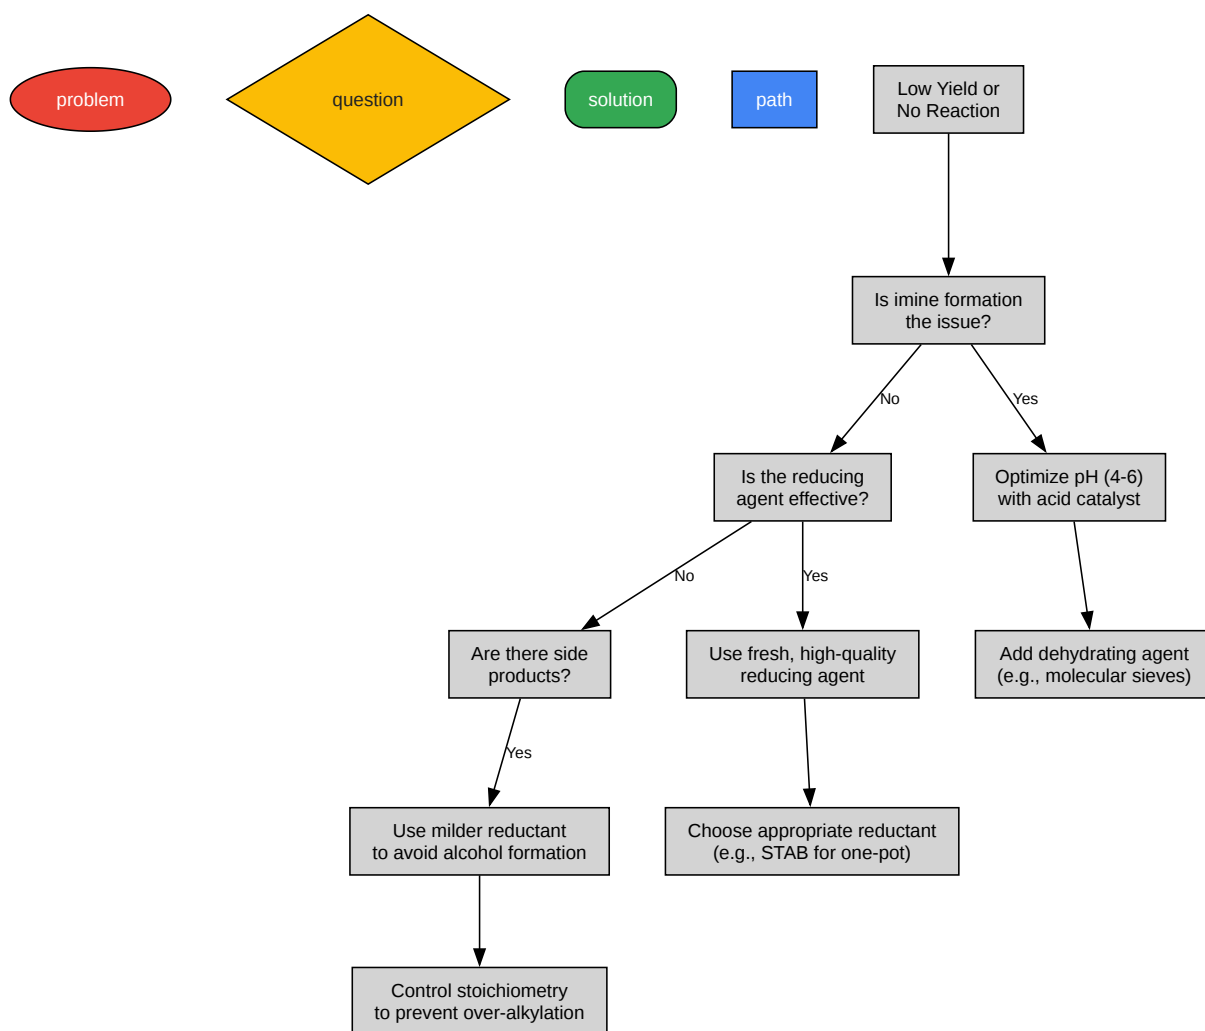 problem
question
solution
path
Low Yield or
No Reaction
Is imine formation
the issue?
No
Yes
Is the reducing
agent effective?
Optimize pH (4-6)
with acid catalyst
No
Yes
Are there side
products?
Use fresh, high-quality
reducing agent
Add dehydrating agent
(e.g., molecular sieves)
Yes
Use milder reductant
to avoid alcohol formation
Choose appropriate reductant
(e.g., STAB for one-pot)
Control stoichiometry
to prevent over-alkylation